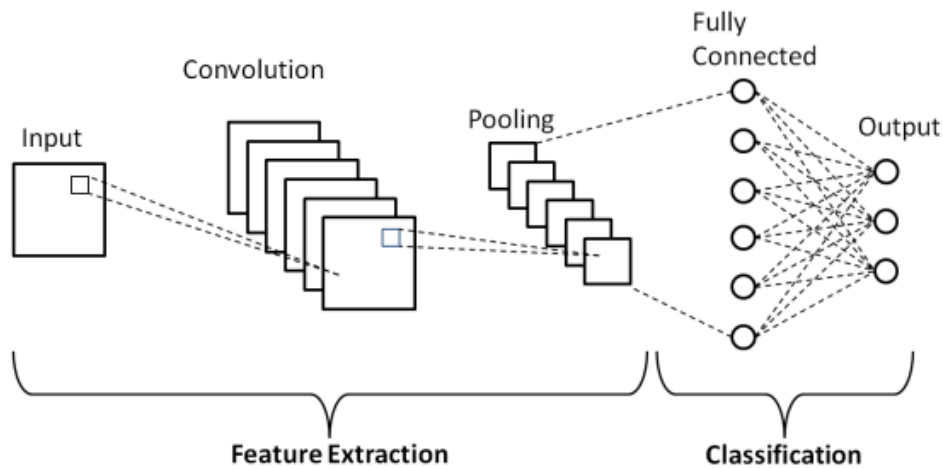 Input
Convolution
Pooling
Fully
Connected
Output
Feature Extraction
Classification